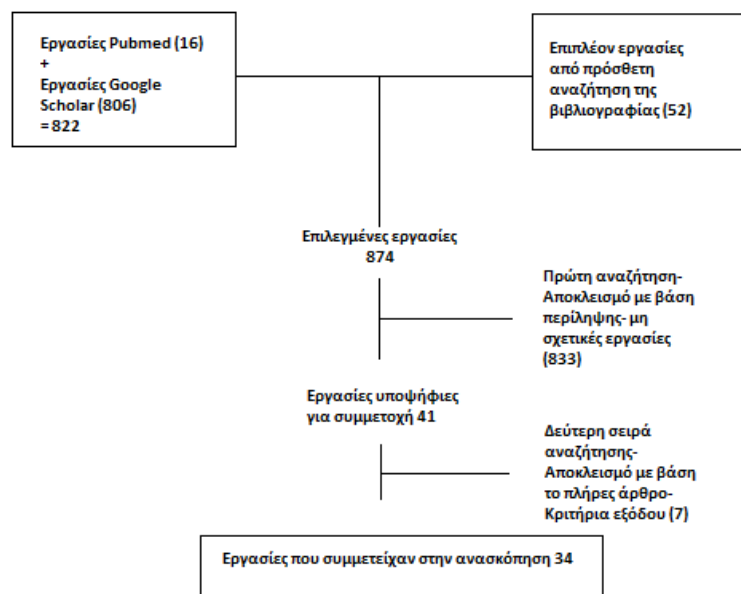 Εργασίες Pubmed (16)
+
Εργασίες Google
Scholar (806)
= 822
Επιπλέον εργασίες
από πρόσθετη
αναζήτηση της
βιβλιογραφίας (52)
Επιλεγμένες εργασίες
874
Πρώτη αναζήτηση-
Αποκλεισμό με βάση
περίληψης- μη
σχετικές εργασίες
(833)
Εργασίες υποψήφιες
για συμμετοχή 41
Δεύτερη σειρά
αναζήτησης-
Αποκλεισμό με βάση
το πλήρες άρθρο-
Κριτήρια εξόδου (7)
Εργασίες που συμμετείχαν στην ανασκόπηση 34